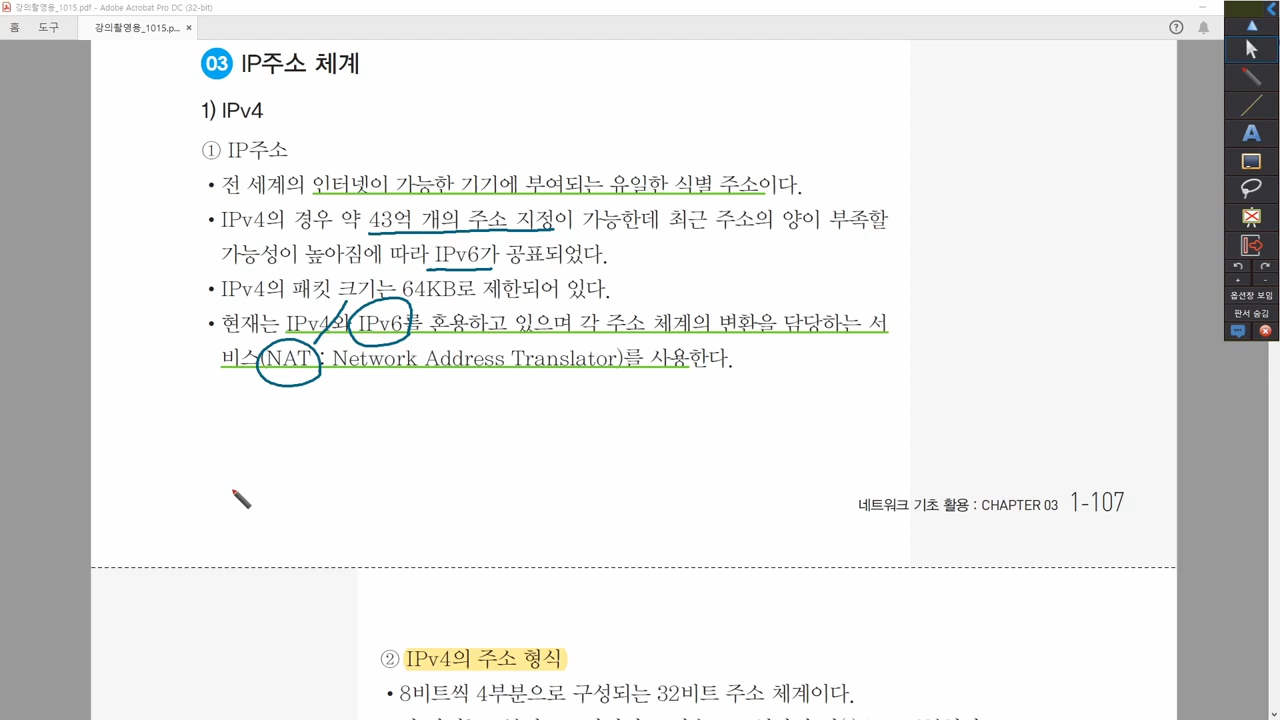 강의촬영용_1015.pdf - Adobe Acrobat Pro DC (32-bit)
홈 도구 강의촬영용_1015.p... ×
03 IP주소 체계
1) IPv4
① IP주소
• 전 세계의 인터넷이 가능한 기기에 부여되는 유일한 식별 주소이다.
• IPv4의 경우 약 43억 개의 주소 지정이 가능한데 최근 주소의 양이 부족할
가능성이 높아짐에 따라 IPv6가 공표되었다.
• IPv4의 패킷 크기는 64KB로 제한되어 있다.
• 현재는 IPv4와 IPv6를 혼용하고 있으며 각 주소 체계의 변환을 담당하는 서
비스(NAT : Network Address Translator)를 사용한다.
네트워크 기초 활용 : CHAPTER 03 1-107
② IPv4의 주소 형식
• 8비트씩 4부분으로 구성되는 32비트 주소 체계이다.
A
옵션장 보임
판서 숨김